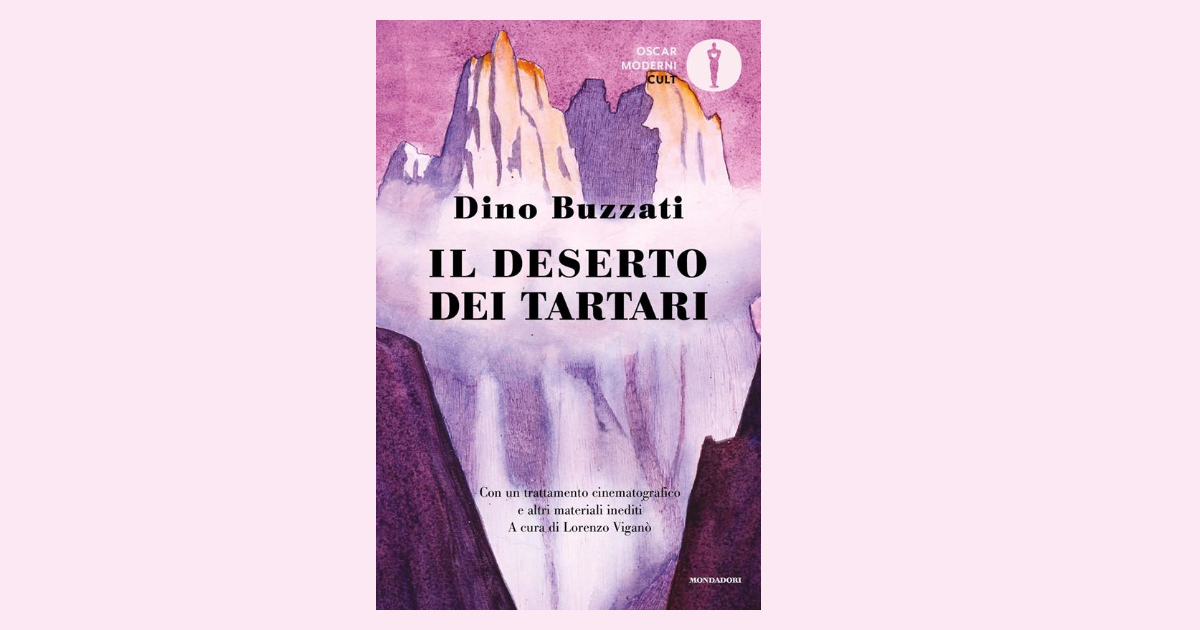 OSCAR
MODERNI
CULT
Dino Buzzati
IL DESERTO
DEI TARTARI
Con un trattamento cinematografico
e altri materiali inediti
A cura di Lorenzo Viganò
MONDADORI